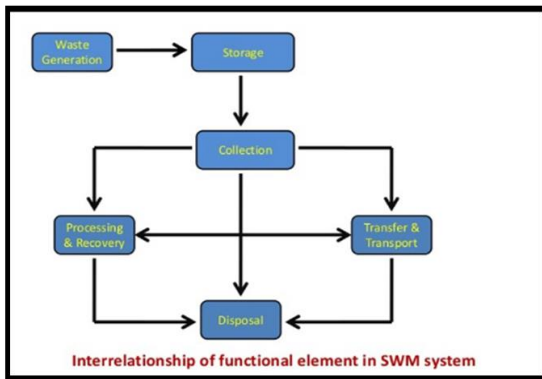 Waste
Generation
Storage
Collection
Processing
& Recovery
Transfer &
Transport
Disposal
Interrelationship of functional element in SWM system